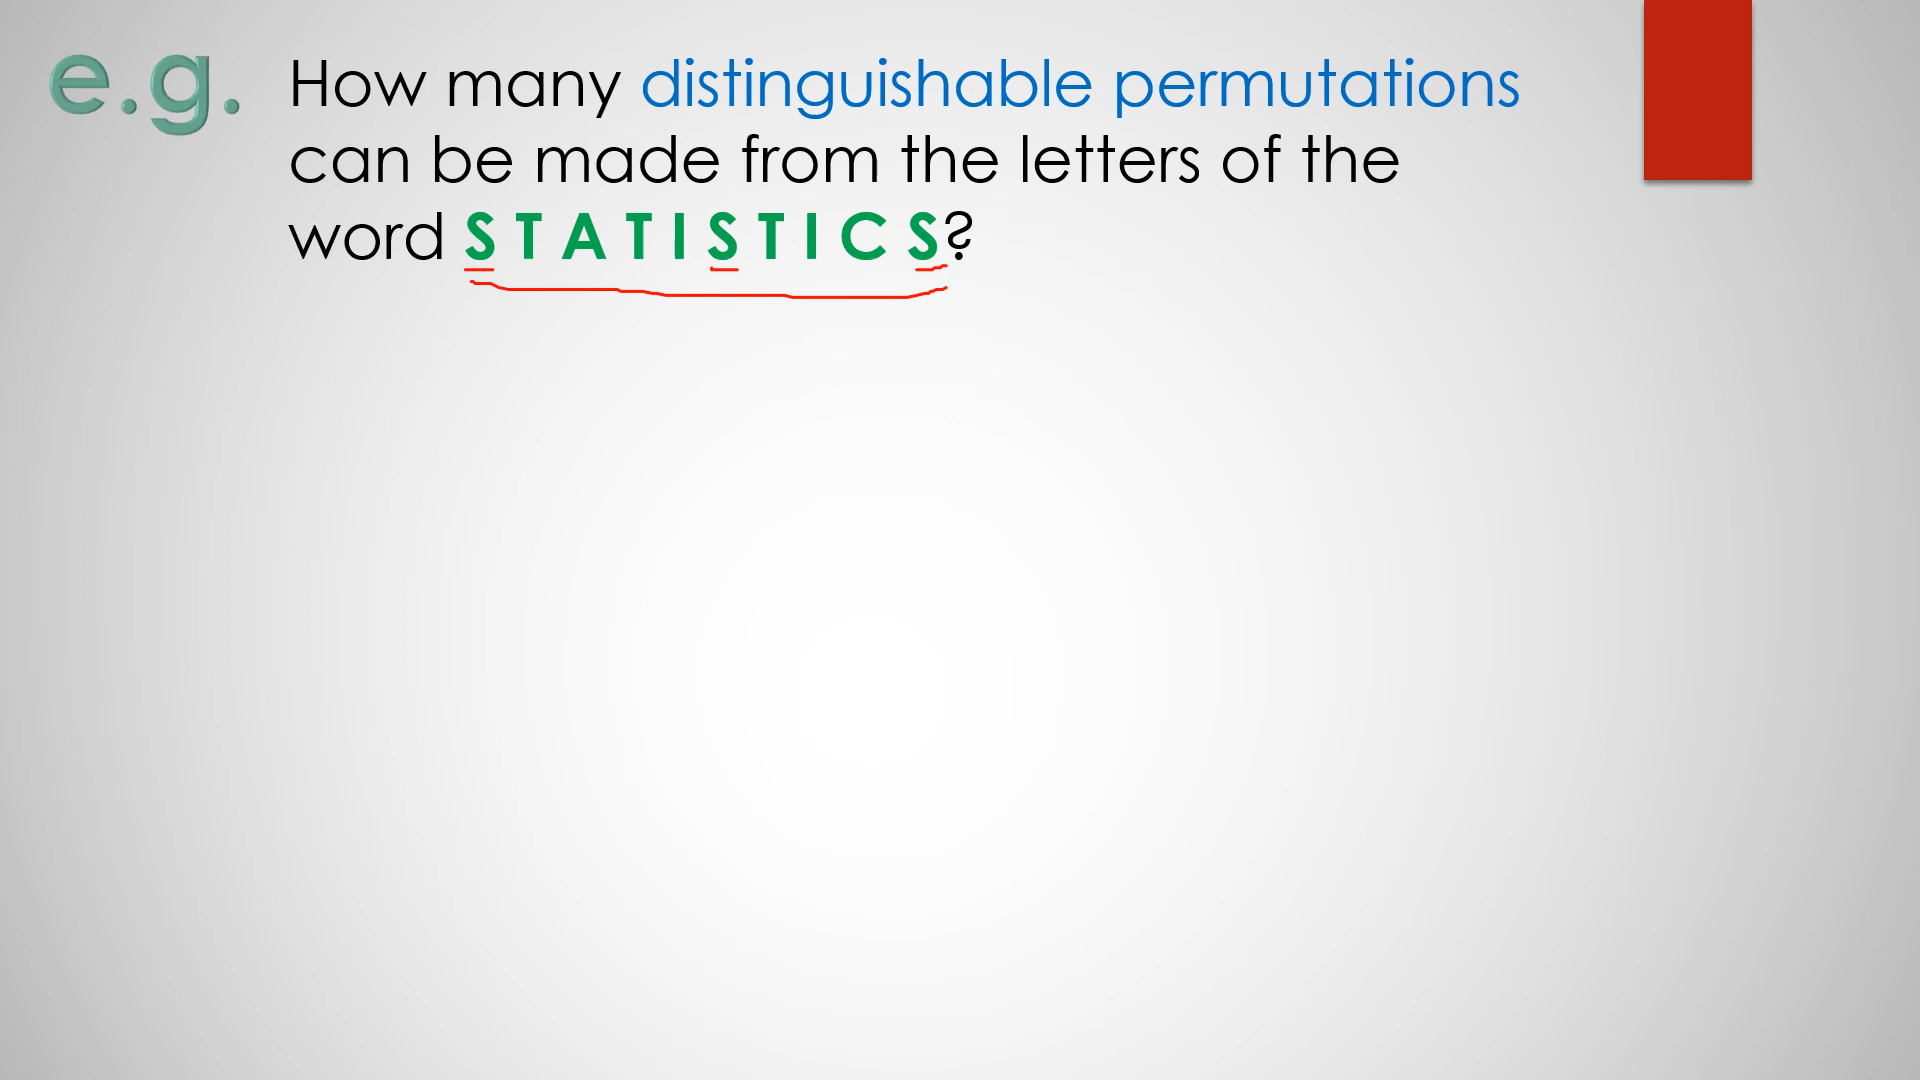 e.g. How many distinguishable permutations
can be made from the letters of the
word S T A T I S T I C S?